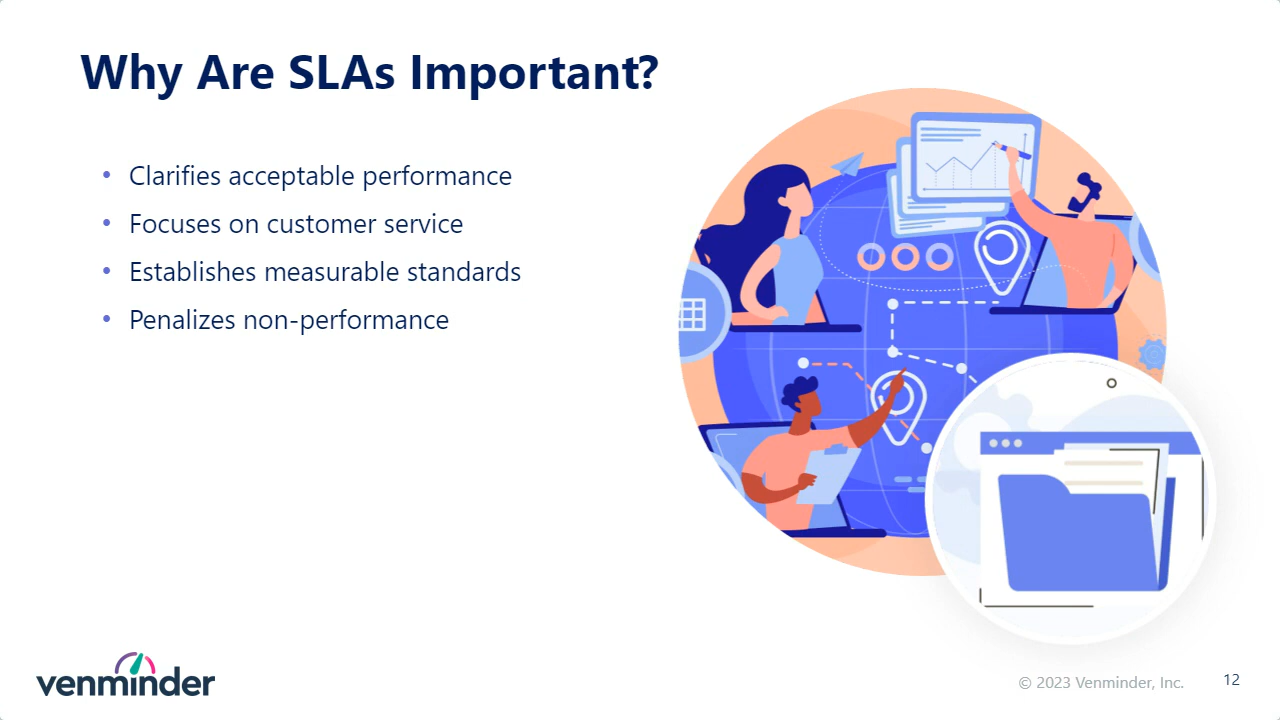 Why Are SLAs Important?
• Clarifies acceptable performance
• Focuses on customer service
• Establishes measurable standards
• Penalizes non-performance
venminder
© 2023 Venminder, Inc.
12